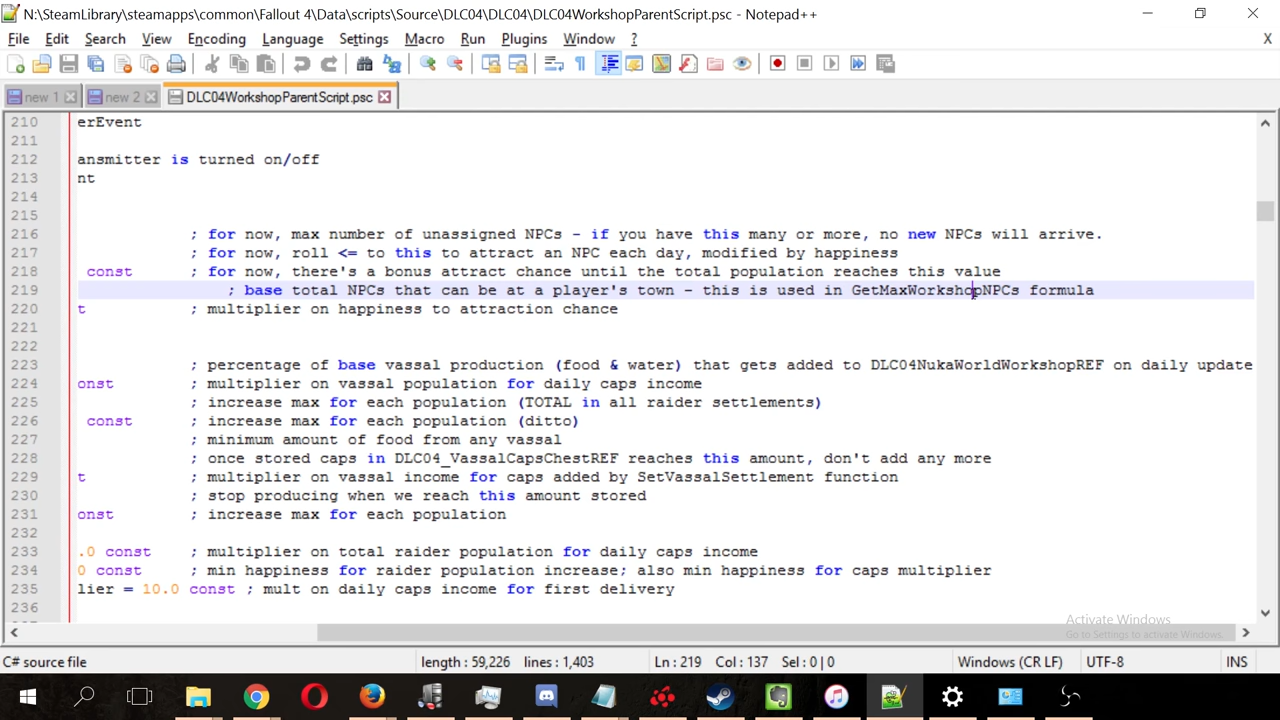 N:\SteamLibrary\steamapps\common\Fallout 4\Data\scripts\Source\DLC04\DLC04\DLC04WorkshopParentScript.psc - Notepad++
File Edit Search View Encoding Language Settings Macro Run Plugins Window ? X
new 1 new 2 DLC04WorkshopParentScript.psc
210 erEvent
211
212 ansmitter is turned on/off
213 nt
214
215
216 ; for now, max number of unassigned NPCs - if you have this many or more, no new NPCs will arrive.
217 ; for now, roll <= to this to attract an NPC each day, modified by happiness
218 const ; for now, there's a bonus attract chance until the total population reaches this value
219 ; base total NPCs that can be at a player's town - this is used in GetMaxWorkshopNPCs formula
220 t ; multiplier on happiness to attraction chance
221
222
223 ; percentage of base vassal production (food & water) that gets added to DLC04NukaWorldWorkshopREF on daily update
224 onst ; multiplier on vassal population for daily caps income
225 ; increase max for each population (TOTAL in all raider settlements)
226 const ; increase max for each population (ditto)
227 ; minimum amount of food from any vassal
228 ; once stored caps in DLC04_VassalCapsChestREF reaches this amount, don't add any more
229 t ; multiplier on vassal income for caps added by SetVassalSettlement function
230 ; stop producing when we reach this amount stored
231 onst ; increase max for each population
232
233 .0 const ; multiplier on total raider population for daily caps income
234 0 const ; min happiness for raider population increase; also min happiness for caps multiplier
235 lier = 10.0 const ; mult on daily caps income for first delivery
236
Activate Windows
Go to Settings to activate Windows.
C# source file length : 59,226 lines : 1,403 Ln : 219 Col : 137 Sel : 0 | 0 Windows (CR LF) UTF-8 INS